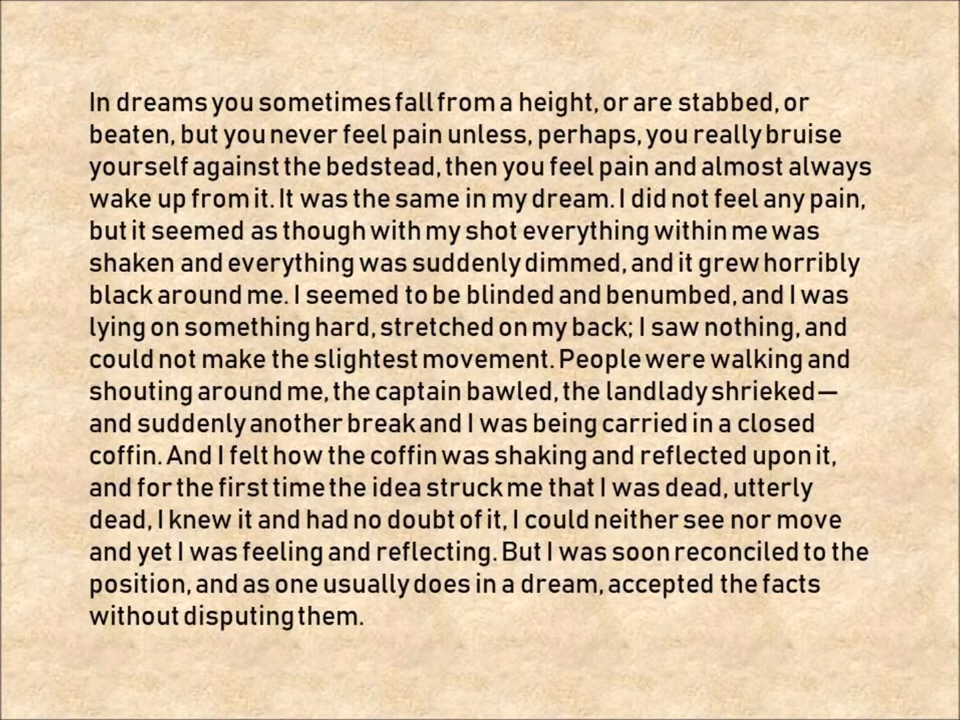 In dreams you sometimes fall from a height, or are stabbed, or
beaten, but you never feel pain unless, perhaps, you really bruise
yourself against the bedstead, then you feel pain and almost always
wake up from it. It was the same in my dream. I did not feel any pain,
but it seemed as though with my shot everything within me was
shaken and everything was suddenly dimmed, and it grew horribly
black around me. I seemed to be blinded and benumbed, and I was
lying on something hard, stretched on my back; I saw nothing, and
could not make the slightest movement. People were walking and
shouting around me, the captain bawled, the landlady shrieked—
and suddenly another break and I was being carried in a closed
coffin. And I felt how the coffin was shaking and reflected upon it,
and for the first time the idea struck me that I was dead, utterly
dead, I knew it and had no doubt of it, I could neither see nor move
and yet I was feeling and reflecting. But I was soon reconciled to the
position, and as one usually does in a dream, accepted the facts
without disputing them.